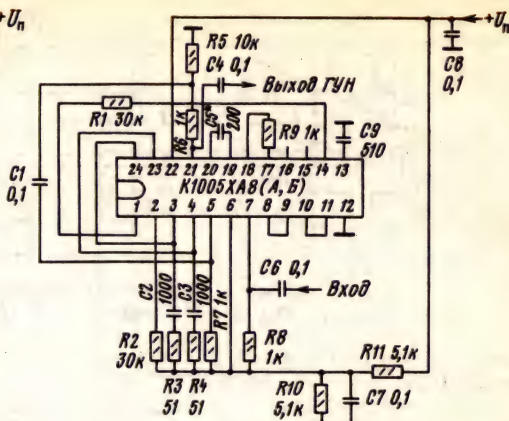 +Uп
+Uп
R5 10к
C4 0,1
Выход ГУН
C8
0,1
R1 30к
R6
1к
C5*
200
R9 1к
C9
510
C1
0,1
24 23 22 21 20 19 18 17 16 15 14 13
К1005ХА8 (А, Б)
1 2 3 4 5 6 7 8 9 10 11 12
C2
1000
C3
1000
R7 1к
C6 0,1
Вход
R2
30к
R8
1к
R11 5,1к
R3
51
R4
51
R10
5,1к
C7 0,1